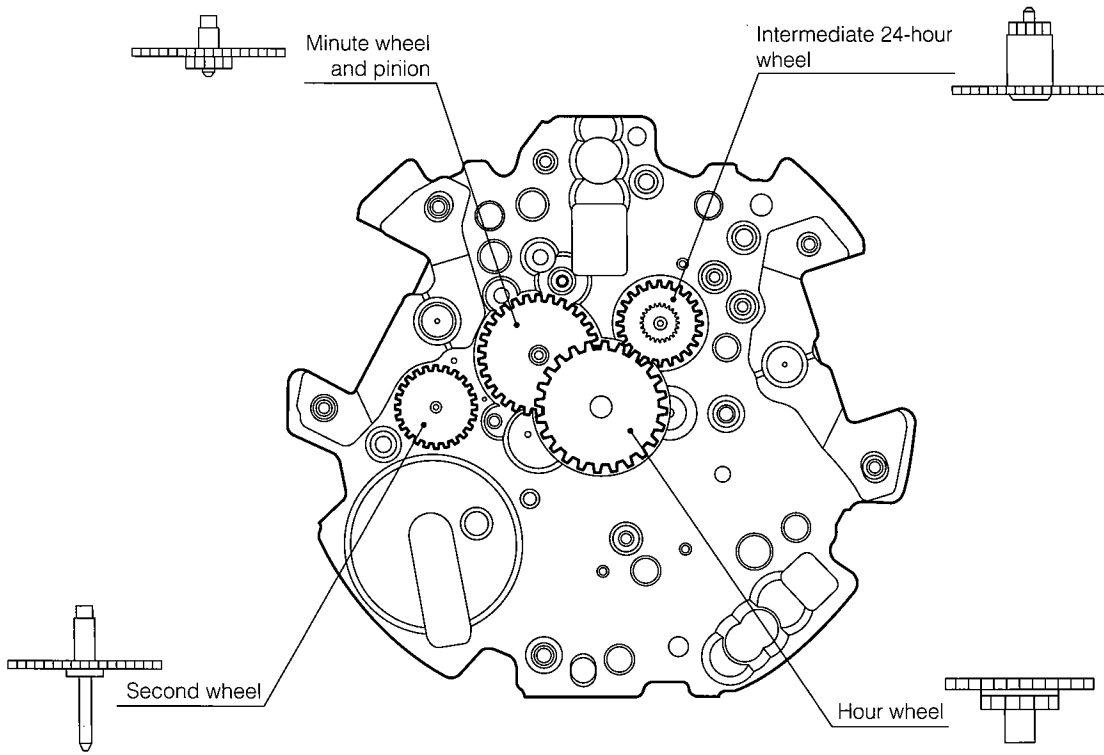 Minute wheel
and pinion
Intermediate 24-hour
wheel
Second wheel
Hour wheel